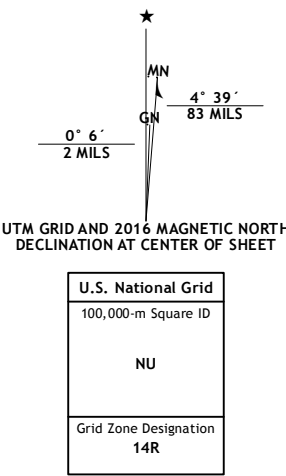 ★
MN
GN
4° 39´
83 MILS
0° 6´
2 MILS
UTM GRID AND 2016 MAGNETIC NORTH
DECLINATION AT CENTER OF SHEET
U.S. National Grid
100,000-m Square ID
NU
Grid Zone Designation
14R